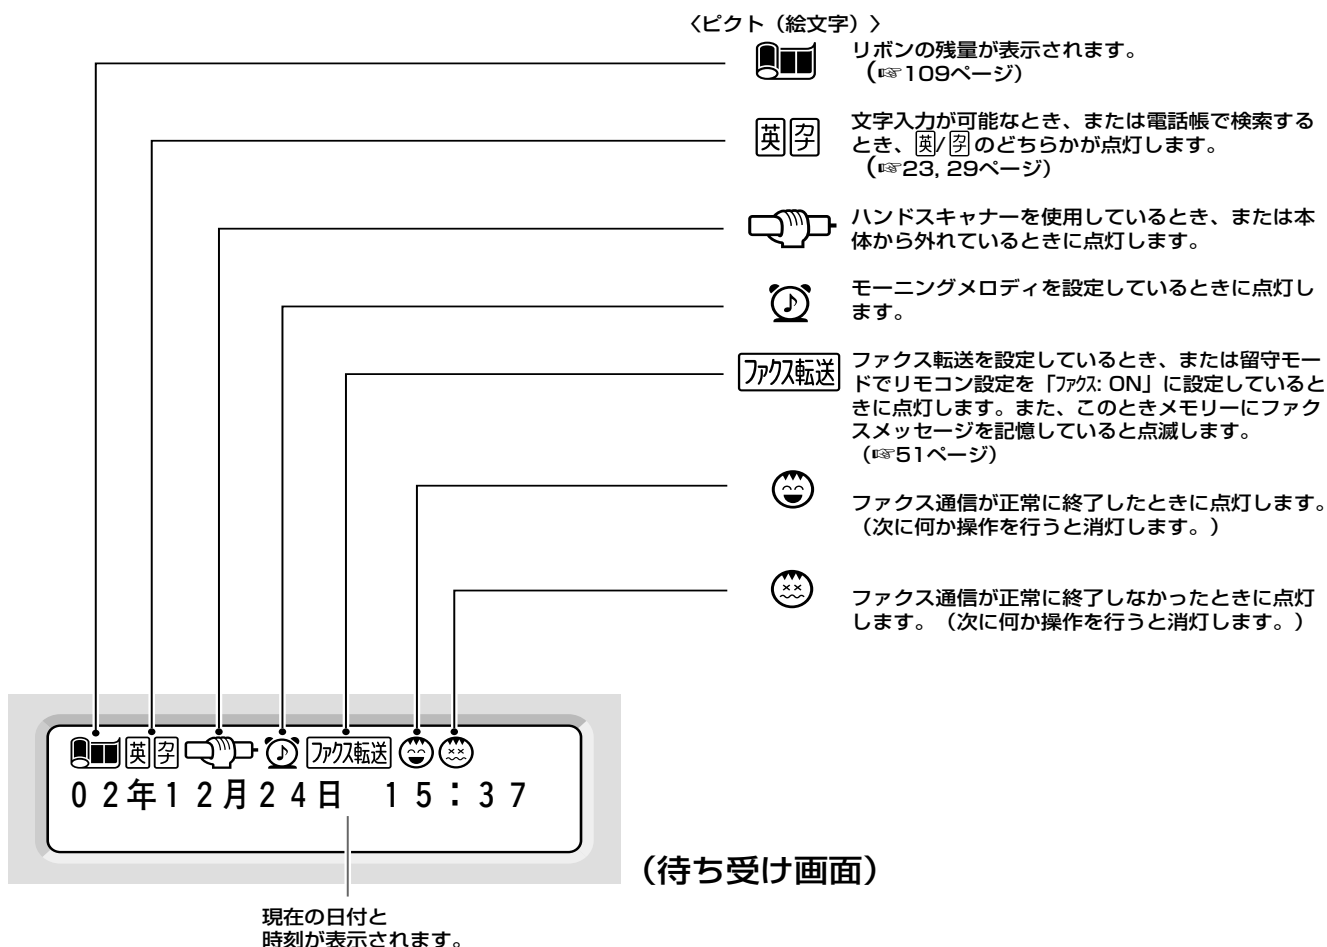 〈ピクト（絵文字）〉
リボンの残量が表示されます。
（☞109ページ）
英 カナ
文字入力が可能なとき、または電話帳で検索する
とき、英/カナのどちらかが点灯します。
（☞23, 29ページ）
ハンドスキャナーを使用しているとき、または本
体から外れているときに点灯します。
モーニングメロディを設定しているときに点灯し
ます。
ファクス転送
ファクス転送を設定しているとき、または留守モー
ドでリモコン設定を「ファクス: ON」に設定していると
きに点灯します。また、このときメモリーにファク
スメッセージを記憶していると点滅します。
（☞51ページ）
ファクス通信が正常に終了したときに点灯します。
（次に何か操作を行うと消灯します。）
ファクス通信が正常に終了しなかったときに点灯
します。（次に何か操作を行うと消灯します。）
英 カナ ファクス転送
02年12月24日 15：37
（待ち受け画面）
現在の日付と
時刻が表示されます。